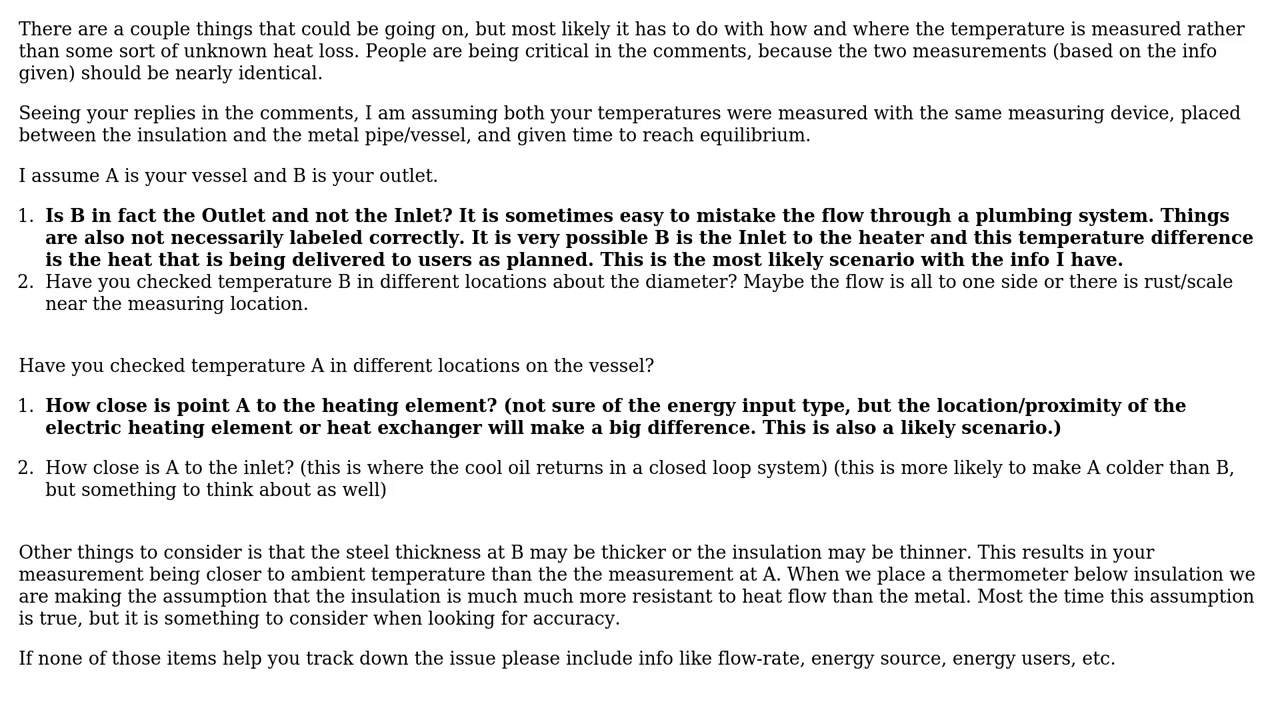 There are a couple things that could be going on, but most likely it has to do with how and where the temperature is measured rather
than some sort of unknown heat loss. People are being critical in the comments, because the two measurements (based on the info
given) should be nearly identical.
Seeing your replies in the comments, I am assuming both your temperatures were measured with the same measuring device, placed
between the insulation and the metal pipe/vessel, and given time to reach equilibrium.
I assume A is your vessel and B is your outlet.
1. Is B in fact the Outlet and not the Inlet? It is sometimes easy to mistake the flow through a plumbing system. Things
are also not necessarily labeled correctly. It is very possible B is the Inlet to the heater and this temperature difference
is the heat that is being delivered to users as planned. This is the most likely scenario with the info I have.
2. Have you checked temperature B in different locations about the diameter? Maybe the flow is all to one side or there is rust/scale
near the measuring location.
Have you checked temperature A in different locations on the vessel?
1. How close is point A to the heating element? (not sure of the energy input type, but the location/proximity of the
electric heating element or heat exchanger will make a big difference. This is also a likely scenario.)
2. How close is A to the inlet? (this is where the cool oil returns in a closed loop system) (this is more likely to make A colder than B,
but something to think about as well)
Other things to consider is that the steel thickness at B may be thicker or the insulation may be thinner. This results in your
measurement being closer to ambient temperature than the the measurement at A. When we place a thermometer below insulation we
are making the assumption that the insulation is much much more resistant to heat flow than the metal. Most the time this assumption
is true, but it is something to consider when looking for accuracy.
If none of those items help you track down the issue please include info like flow-rate, energy source, energy users, etc.